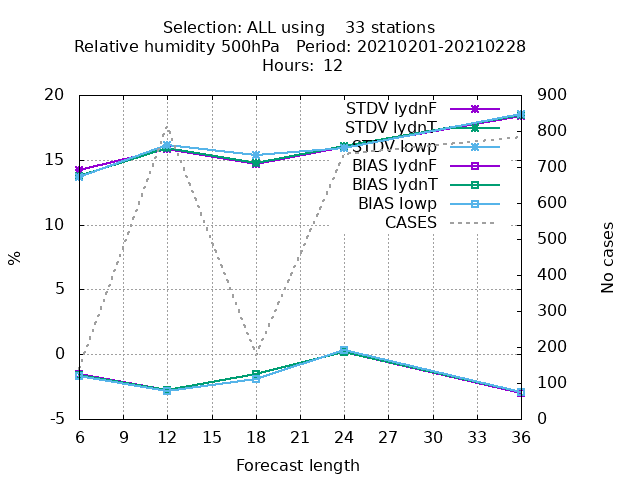 Selection: ALL using    33 stations
Relative humidity 500hPa   Period: 20210201-20210228
Hours: 12
20
15
10
5
0
-5
%
STDV lydnF
STDV lydnT
STDV lowp
BIAS lydnF
BIAS lydnT
BIAS lowp
CASES
900
800
700
600
500
400
300
200
100
0
No cases
6 9 12 15 18 21 24 27 30 33 36
Forecast length